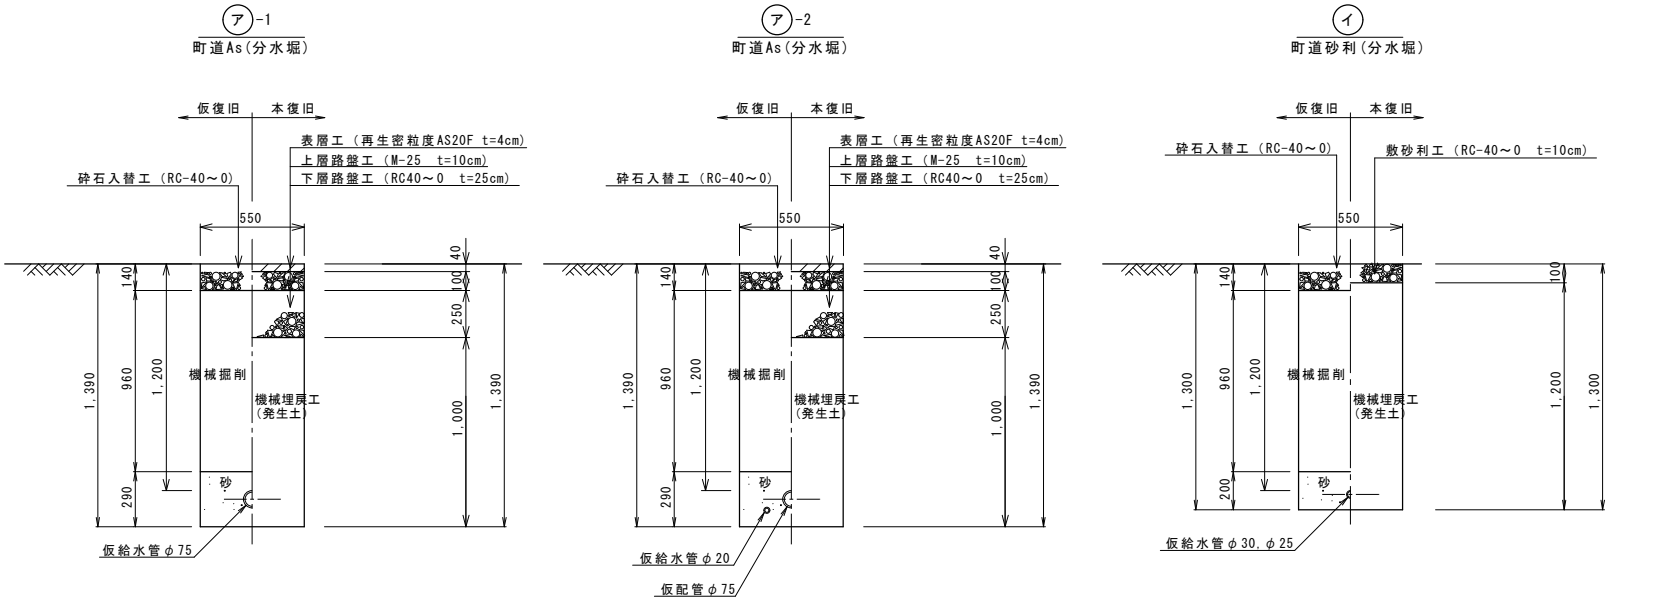 ア-1
町道As(分水堀)
仮復旧
本復旧
表層工(再生密粒度AS20F t=4cm)
上層路盤工(M-25 t=10cm)
下層路盤工(RC40～0 t=25cm)
砕石入替工(RC-40～0)
550
40
140
100
250
1,390
960
1,200
機械掘削
機械埋戻工
(発生土)
1,000
1,390
290
砂
仮給水管φ75
ア-2
町道As(分水堀)
仮復旧
本復旧
表層工(再生密粒度AS20F t=4cm)
上層路盤工(M-25 t=10cm)
下層路盤工(RC40～0 t=25cm)
砕石入替工(RC-40～0)
550
40
140
100
250
1,390
960
1,200
機械掘削
機械埋戻工
(発生土)
1,000
1,390
290
砂
仮給水管φ20
仮配管φ75
イ
町道砂利(分水堀)
仮復旧
本復旧
砕石入替工(RC-40～0)
敷砂利工(RC-40～0 t=10cm)
550
140
100
1,300
960
1,200
機械掘削
機械埋戻工
(発生土)
1,200
1,300
200
砂
仮給水管φ30,φ25